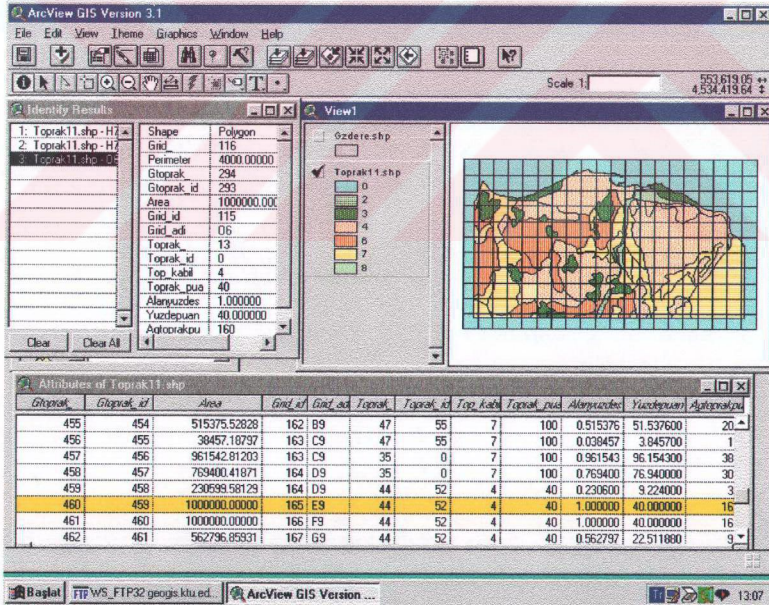 ArcView GIS Version 3.1
File Edit View Theme Graphics Window Help
Scale 1:
553,619.05
4,534,419.64
Identify Results
1: Toprak11.shp - H7
2: Toprak11.shp - H7
3: Toprak11.shp - O6
Shape Polygon
Grid_ 116
Perimeter 4000.00000
Gtoprak_ 294
Gtoprak_id 293
Area 1000000.000
Grid_id 115
Grid_adi O6
Toprak_ 13
Toprak_id 0
Top_kabil 4
Toprak_pua 40
Alanyuzdes 1.000000
Yuzdepuan 40.000000
Agtoprakpu 160
Clear Clear All
View1
Gzdere.shp
Toprak11.shp
0
2
3
4
6
7
8
Attributes of Toprak11.shp
Gtoprak_ Gtoprak_id Area Grid_id Grid_ad Toprak_ Toprak_id Top_kabi Toprak_pua Alanyuzdes Yuzdepuan Agtoprakpu
455 454 515375.52828 162 B9 47 55 7 100 0.515376 51.537600 20
456 455 38457.18797 163 C9 47 55 7 100 0.038457 3.845700 1
457 456 961542.81203 163 C9 35 0 7 100 0.961543 96.154300 38
458 457 769400.41871 164 D9 35 0 7 100 0.769400 76.940000 30
459 458 230599.58129 164 D9 44 52 4 40 0.230600 9.224000 3
460 459 1000000.00000 165 E9 44 52 4 40 1.000000 40.000000 16
461 460 1000000.00000 166 F9 44 52 4 40 1.000000 40.000000 16
462 461 562796.85931 167 G9 44 52 4 40 0.562797 22.511880 9
Başlat FTP WS_FTP32 geogis.ktu.ed... ArcView GIS Version ... Tr 13:07